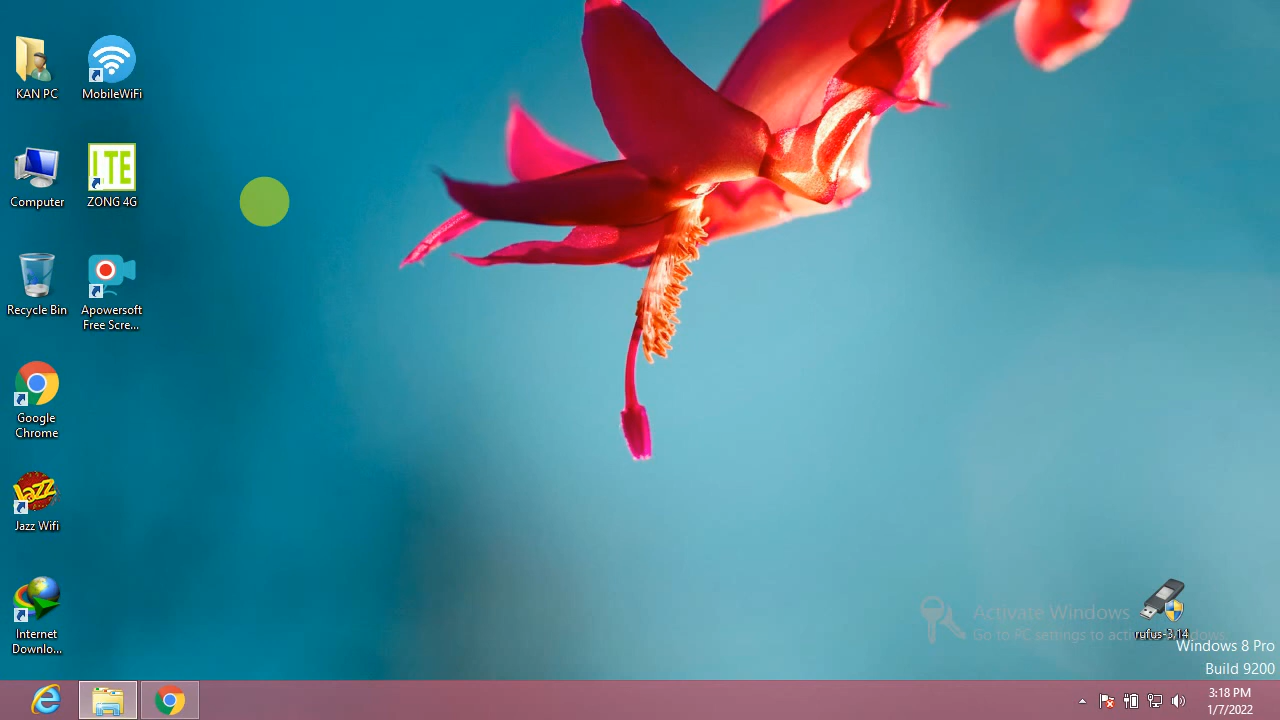 KAN PC
MobileWiFi
Computer
LTE
ZONG 4G
Recycle Bin
Apowersoft
Free Scre...
Google
Chrome
Jazz
Jazz Wifi
Internet
Downlo...
Activate Windows
Go to PC settings to activate Windows.
rufus-3.14
Windows 8 Pro
Build 9200
3:18 PM
1/7/2022